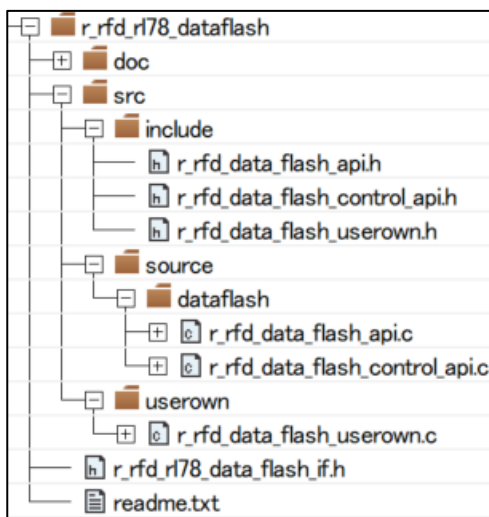 r_rfd_rl78_dataflash
doc
src
include
r_rfd_data_flash_api.h
r_rfd_data_flash_control_api.h
r_rfd_data_flash_userown.h
source
dataflash
r_rfd_data_flash_api.c
r_rfd_data_flash_control_api.c
userown
r_rfd_data_flash_userown.c
r_rfd_rl78_data_flash_if.h
readme.txt